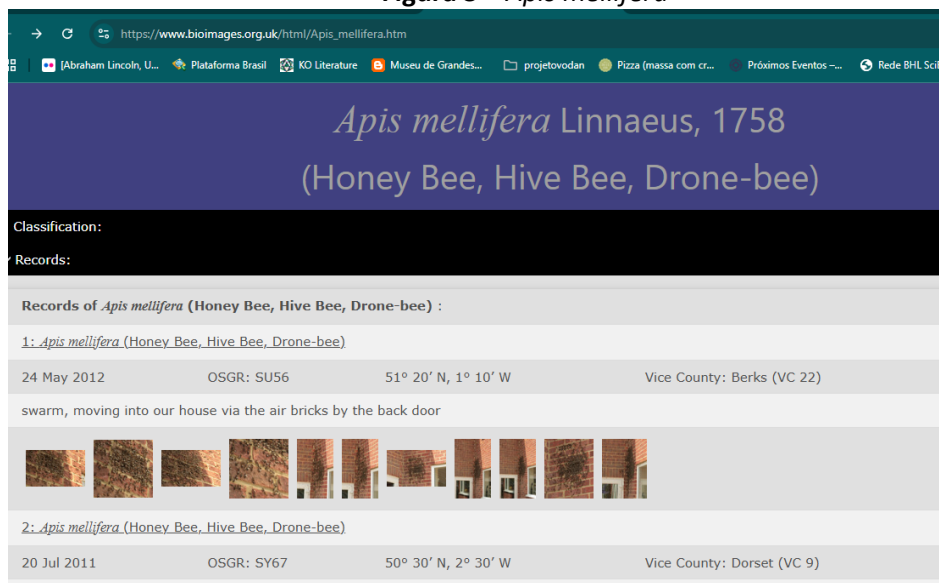 https://www.bioimages.org.uk/html/Apis_mellifera.htm
[Abraham Lincoln, U... Plataforma Brasil KO Literature Museu de Grandes... projetovodan Pizza (massa com cr... Próximos Eventos –... Rede BHL
Apis mellifera Linnaeus, 1758
(Honey Bee, Hive Bee, Drone-bee)
Classification:
Records:
Records of Apis mellifera (Honey Bee, Hive Bee, Drone-bee) :
1: Apis mellifera (Honey Bee, Hive Bee, Drone-bee)
24 May 2012 OSGR: SU56 51° 20′ N, 1° 10′ W Vice County: Berks (VC 22)
swarm, moving into our house via the air bricks by the back door
2: Apis mellifera (Honey Bee, Hive Bee, Drone-bee)
20 Jul 2011 OSGR: SY67 50° 30′ N, 2° 30′ W Vice County: Dorset (VC 9)